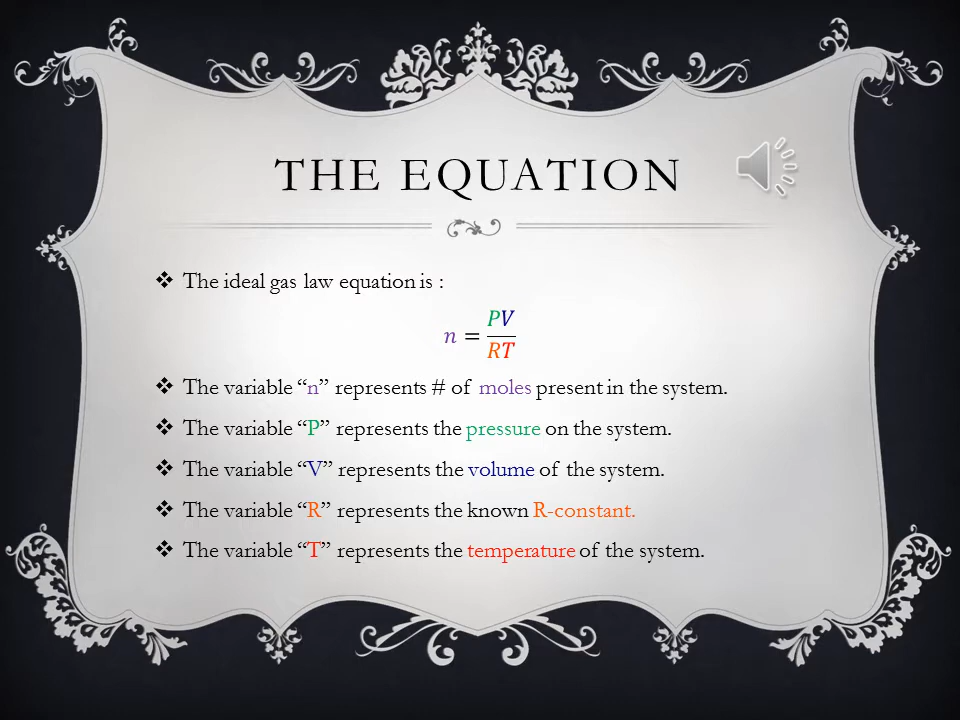 THE EQUATION
❖ The ideal gas law equation is :
n = PV/RT
❖ The variable “n” represents # of moles present in the system.
❖ The variable “P” represents the pressure on the system.
❖ The variable “V” represents the volume of the system.
❖ The variable “R” represents the known R-constant.
❖ The variable “T” represents the temperature of the system.